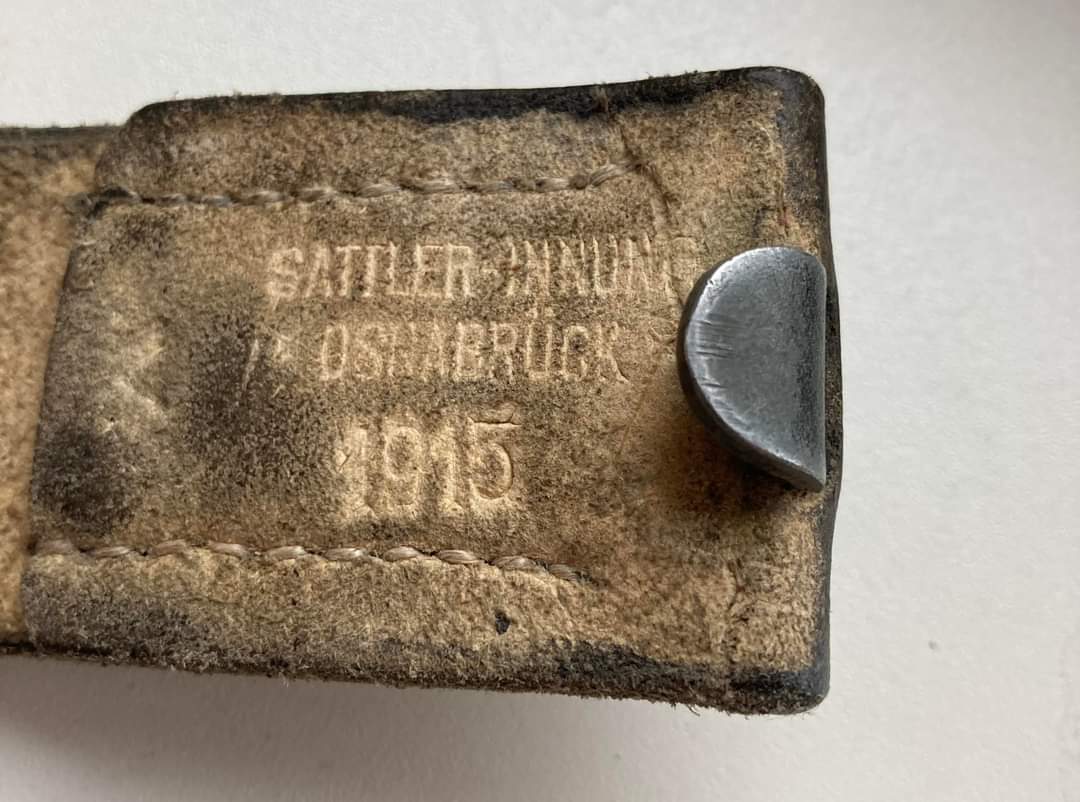 SATTLER-INNUNG
OSNABRÜCK
1915